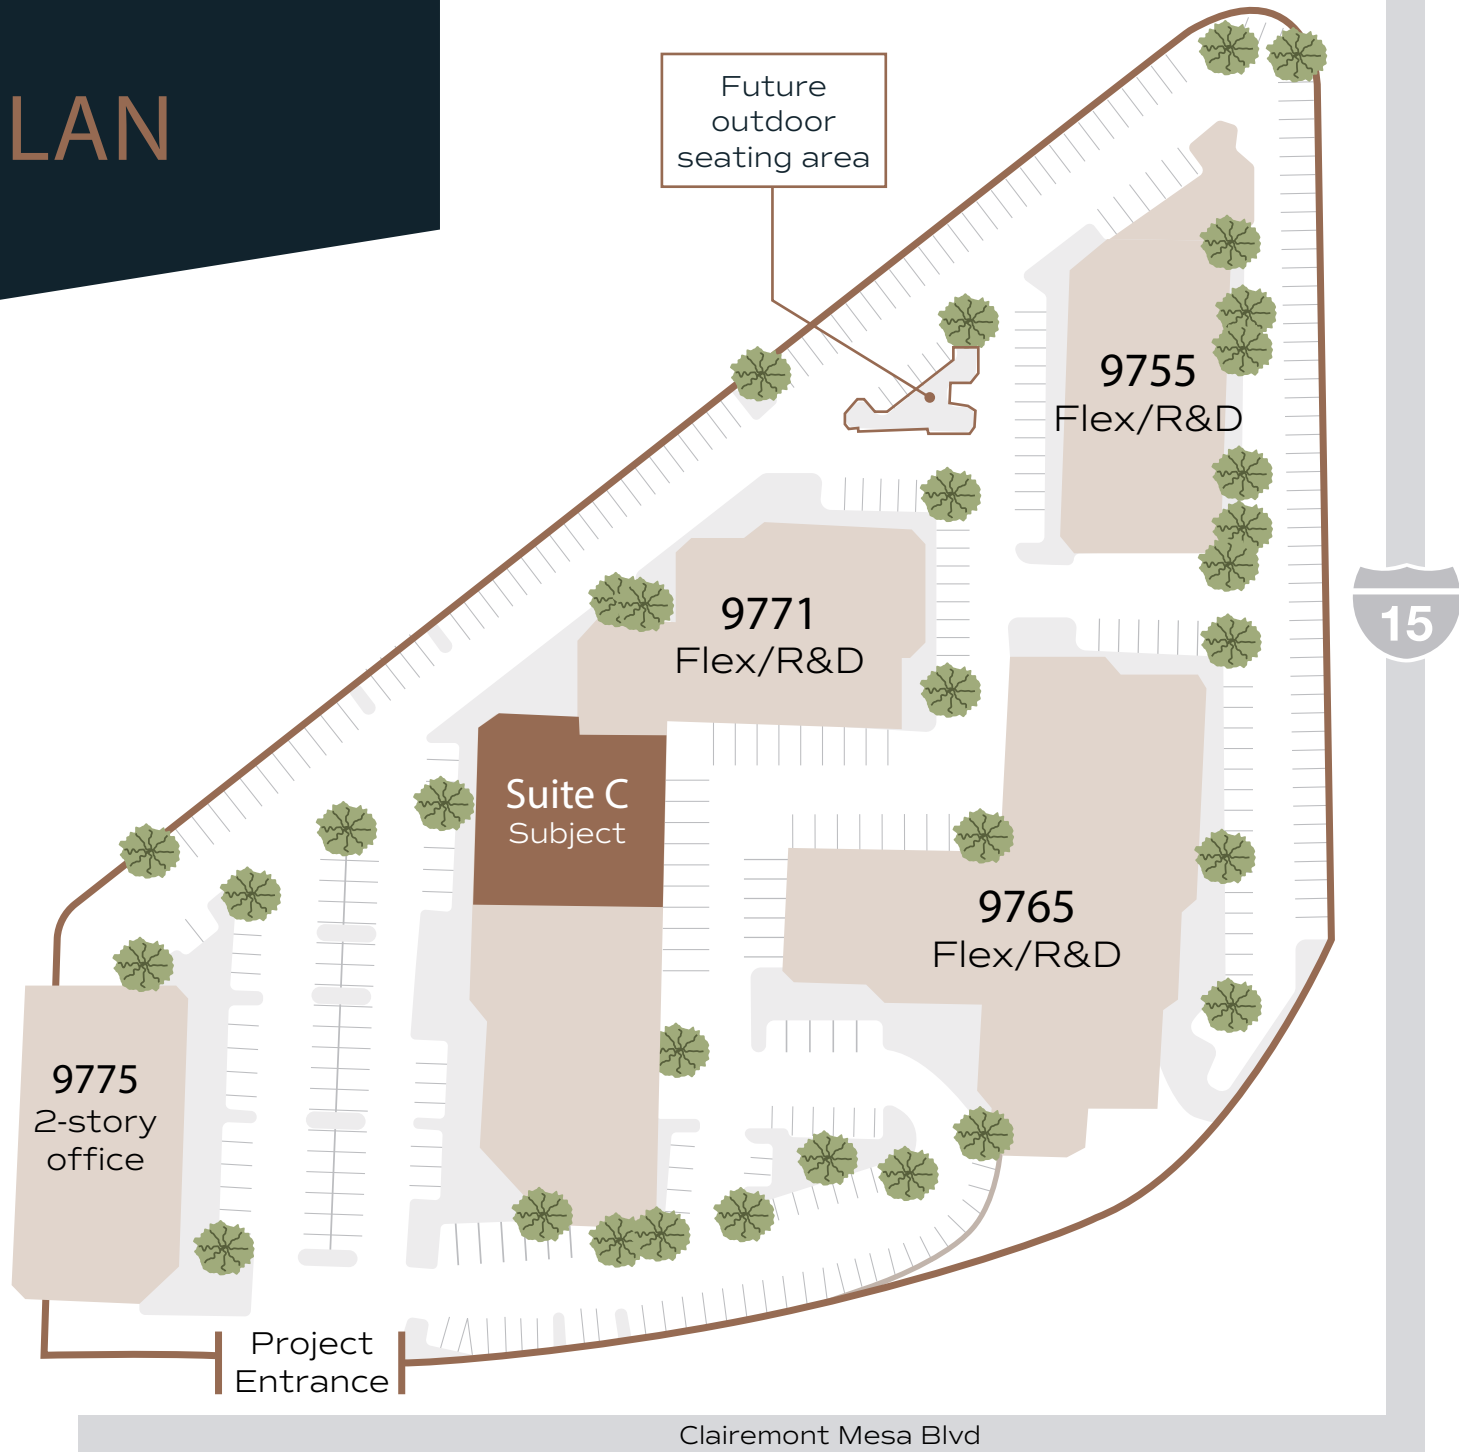 LAN
Future
outdoor
seating area
9755
Flex/R&D
9771
Flex/R&D
15
Suite C
Subject
9765
Flex/R&D
9775
2-story
office
Project
Entrance
Clairemont Mesa Blvd